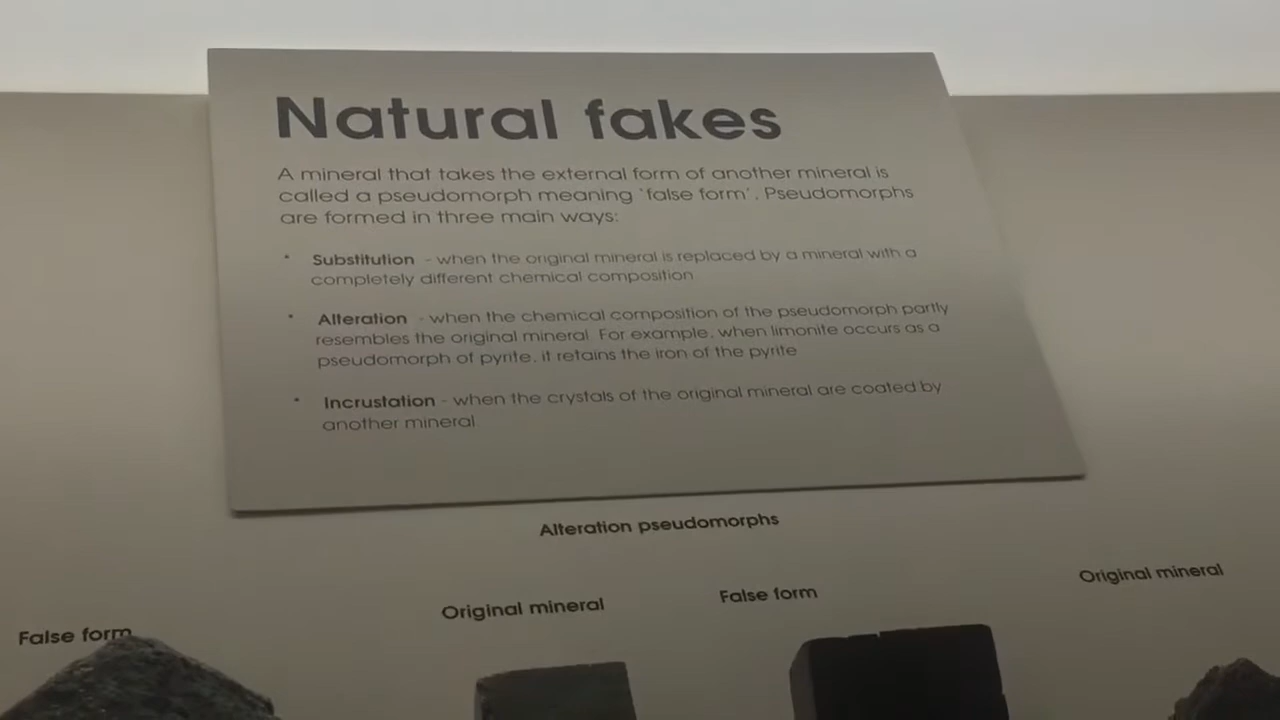 Natural fakes
A mineral that takes the external form of another mineral is
called a pseudomorph meaning `false form'. Pseudomorphs
are formed in three main ways:
• Substitution - when the original mineral is replaced by a mineral with a
completely different chemical composition
• Alteration - when the chemical composition of the pseudomorph partly
resembles the original mineral. For example, when limonite occurs as a
pseudomorph of pyrite, it retains the iron of the pyrite
• Incrustation - when the crystals of the original mineral are coated by
another mineral
Alteration pseudomorphs
False form
Original mineral
False form
Original mineral